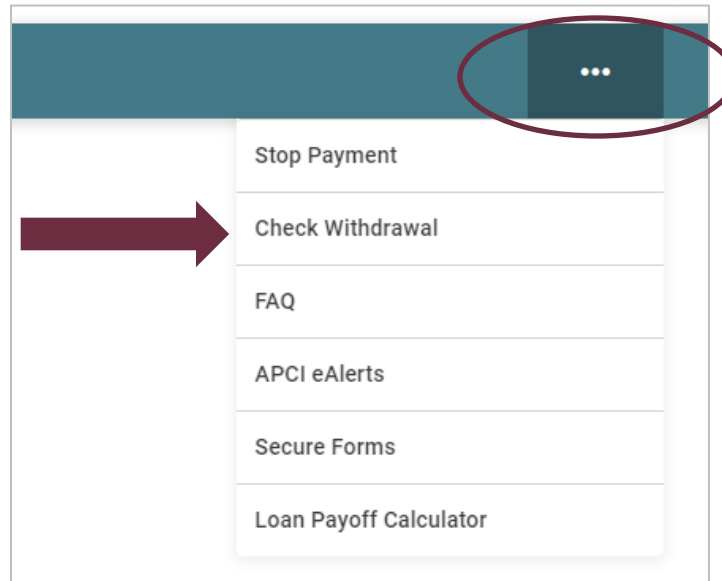 •••
Stop Payment
Check Withdrawal
FAQ
APCI eAlerts
Secure Forms
Loan Payoff Calculator